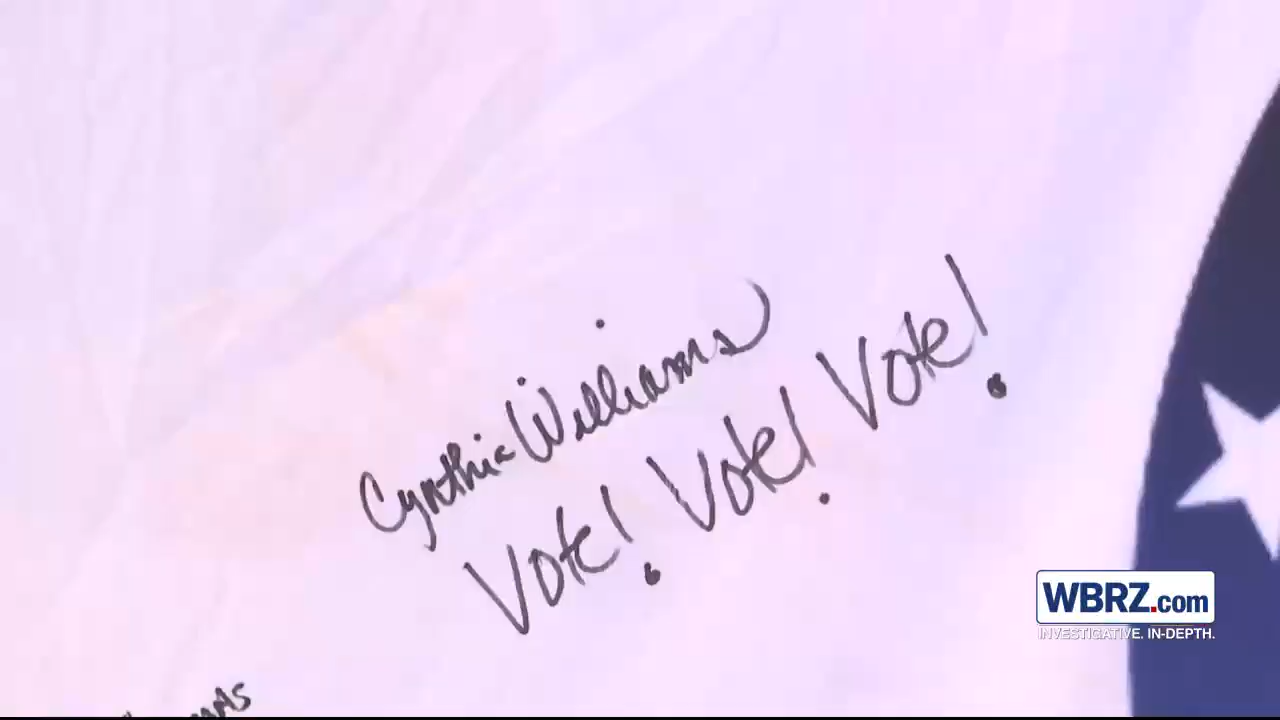 Cynthia Williams
Vote! Vote! Vote!
WBRZ.com
INVESTIGATIVE. IN-DEPTH.